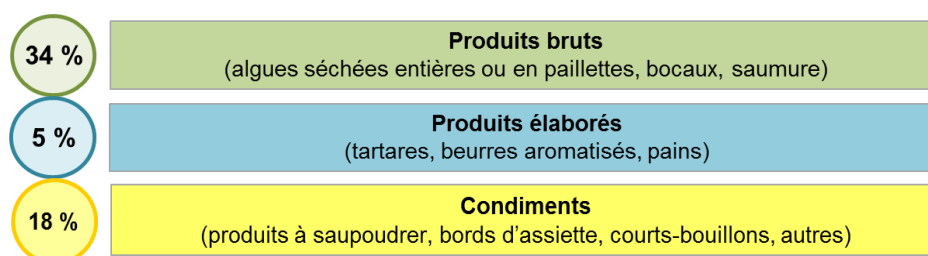 34 %
Produits bruts
(algues séchées entières ou en paillettes, bocaux, saumure)
5 %
Produits élaborés
(tartares, beurres aromatisés, pains)
18 %
Condiments
(produits à saupoudrer, bords d’assiette, courts-bouillons, autres)